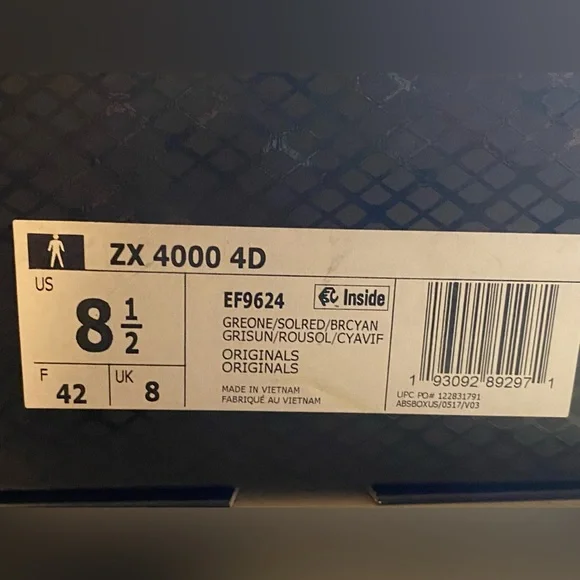 ZX 4000 4D
US
8 1/2
F
42
UK
8
EF9624
Inside
GREONE/SOLRED/BRCYAN
GRISUN/ROUSOL/CYAVIF
ORIGINALS
ORIGINALS
MADE IN VIETNAM
FABRIQUÉ AU VIETNAM
1 93092 89297 1
UPC PO# 122831791
ABSBOXUS/0517/V03